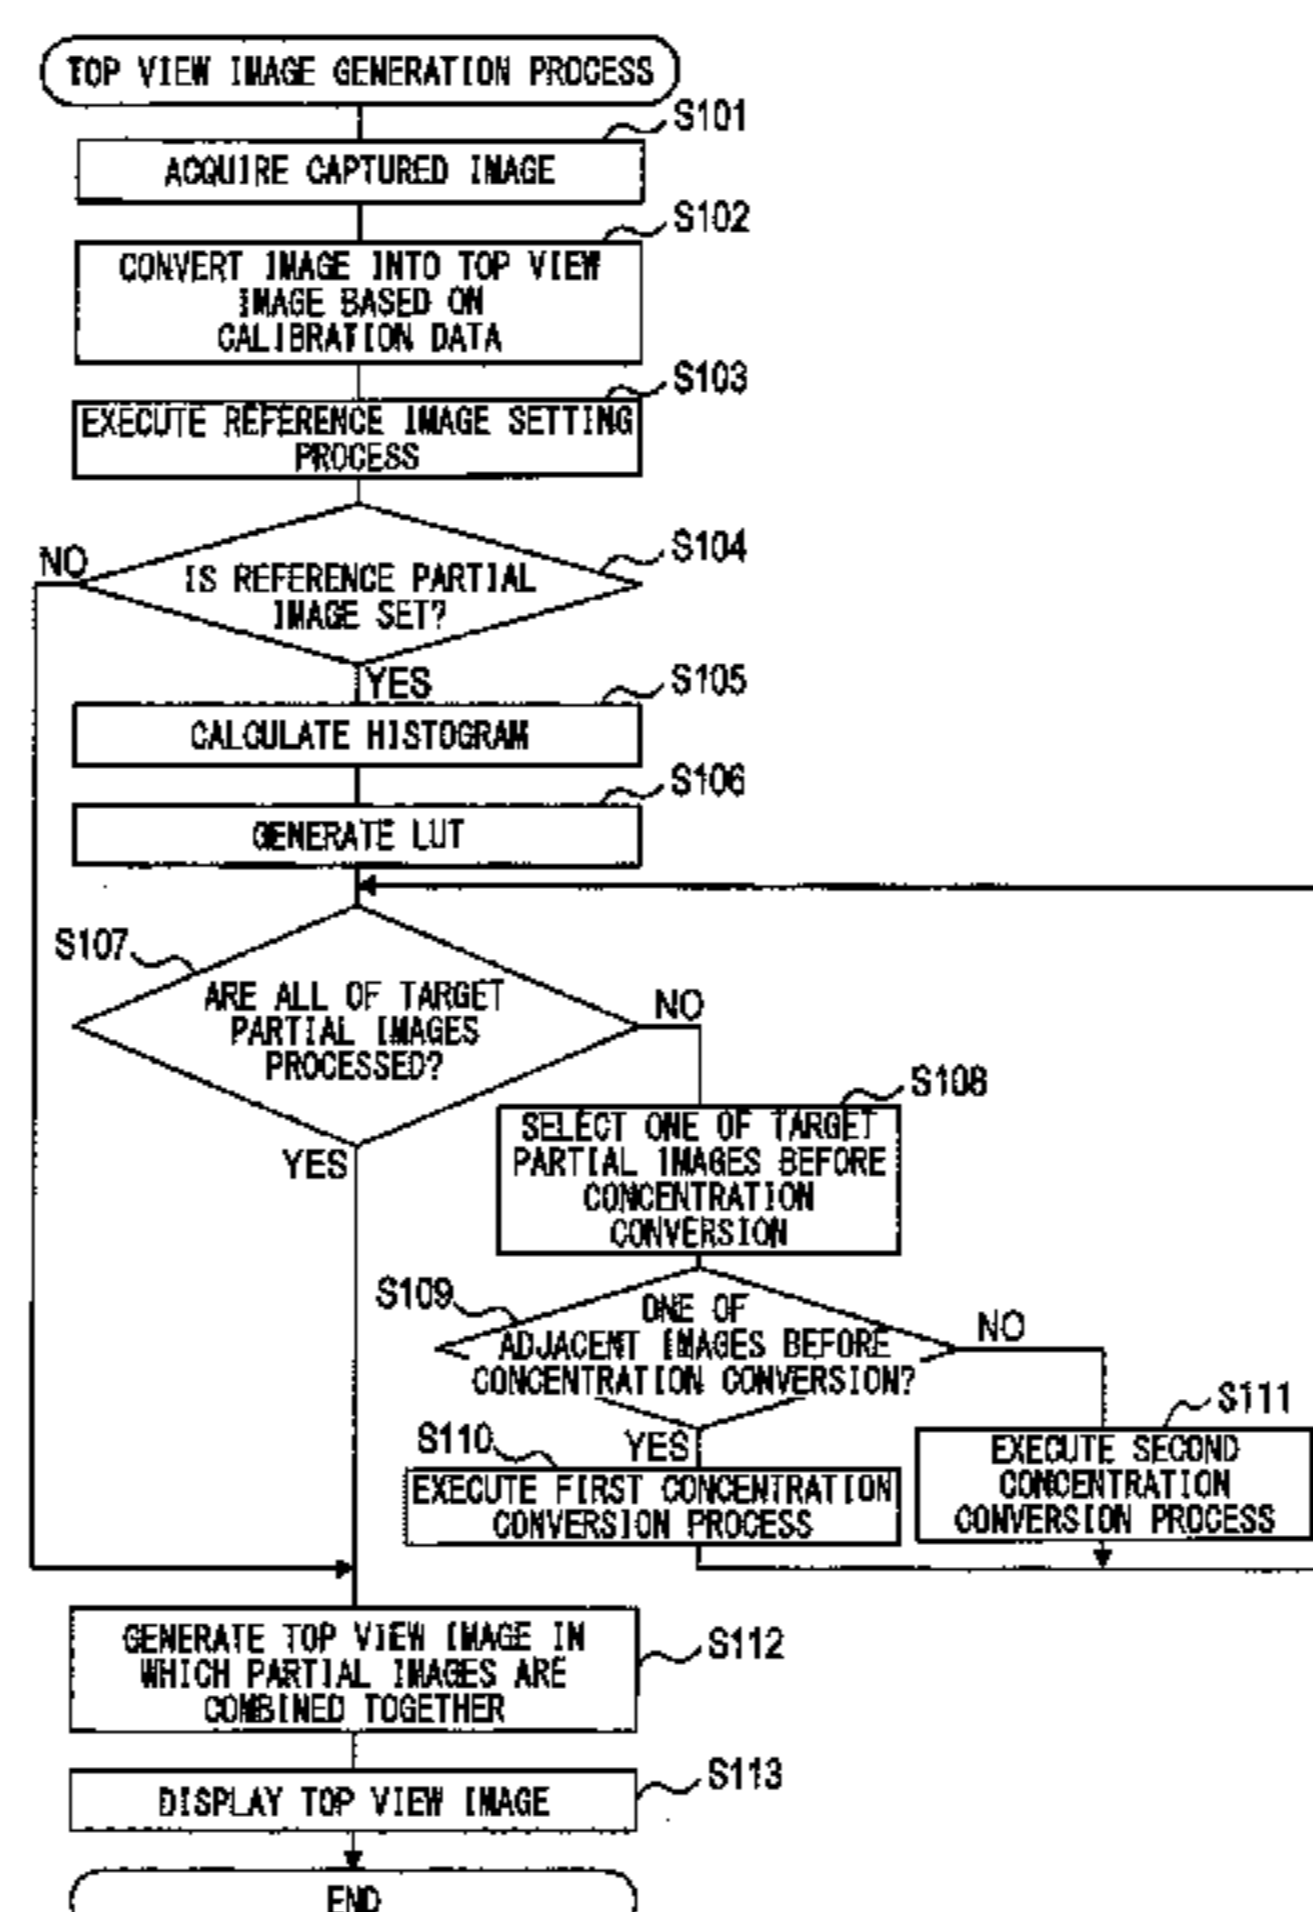 TOP VIEW IMAGE GENERATION PROCESS
S101
ACQUIRE CAPTURED IMAGE
S102
CONVERT IMAGE INTO TOP VIEW
IMAGE BASED ON
CALIBRATION DATA
S103
EXECUTE REFERENCE IMAGE SETTING
PROCESS
S104
NO
IS REFERENCE PARTIAL
IMAGE SET?
YES
S105
CALCULATE HISTOGRAM
S106
GENERATE LUT
S107
ARE ALL OF TARGET
PARTIAL IMAGES
PROCESSED?
NO
YES
S108
SELECT ONE OF TARGET
PARTIAL IMAGES BEFORE
CONCENTRATION
CONVERSION
S109
ONE OF
ADJACENT IMAGES BEFORE
CONCENTRATION CONVERSION?
NO
YES
S110
EXECUTE FIRST CONCENTRATION
CONVERSION PROCESS
S111
EXECUTE SECOND
CONCENTRATION
CONVERSION PROCESS
GENERATE TOP VIEW IMAGE IN
WHICH PARTIAL IMAGES ARE
COMBINED TOGETHER
S112
DISPLAY TOP VIEW IMAGE
S113
END